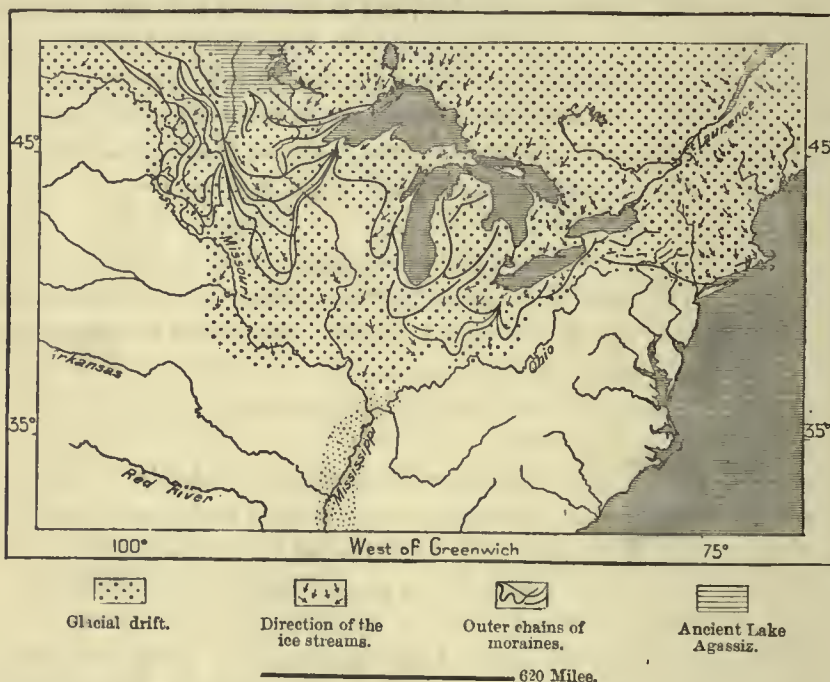 45°
45°
35°
35°
St Laurence
Missouri
Ohio
Arkansas
Mississippi
Red River
100°
West of Greenwich
75°
Glacial drift.
Direction of the
ice streams.
Outer chains of
moraines.
Ancient Lake
Agassiz.
620 Miles.